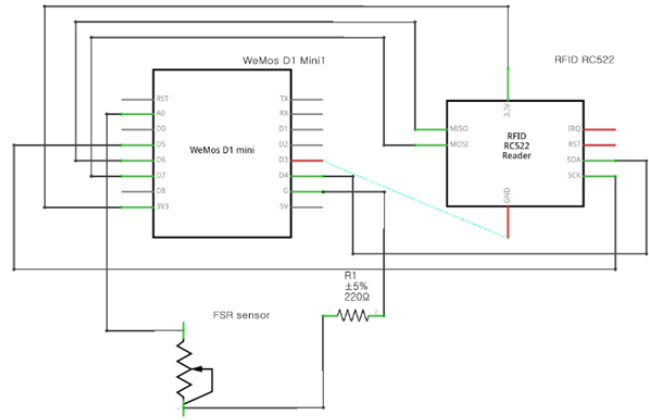 WeMos D1 Mini1
RFID RC522
RST
A0
D0
D5
D6
D7
D8
3V3
WeMos D1 mini
TX
RX
D1
D2
D3
D4
G
5V
3.3V
MISO
MOSI
RFID
RC522
Reader
IRQ
RST
SDA
SCK
GND
R1
±5%
220Ω
FSR sensor